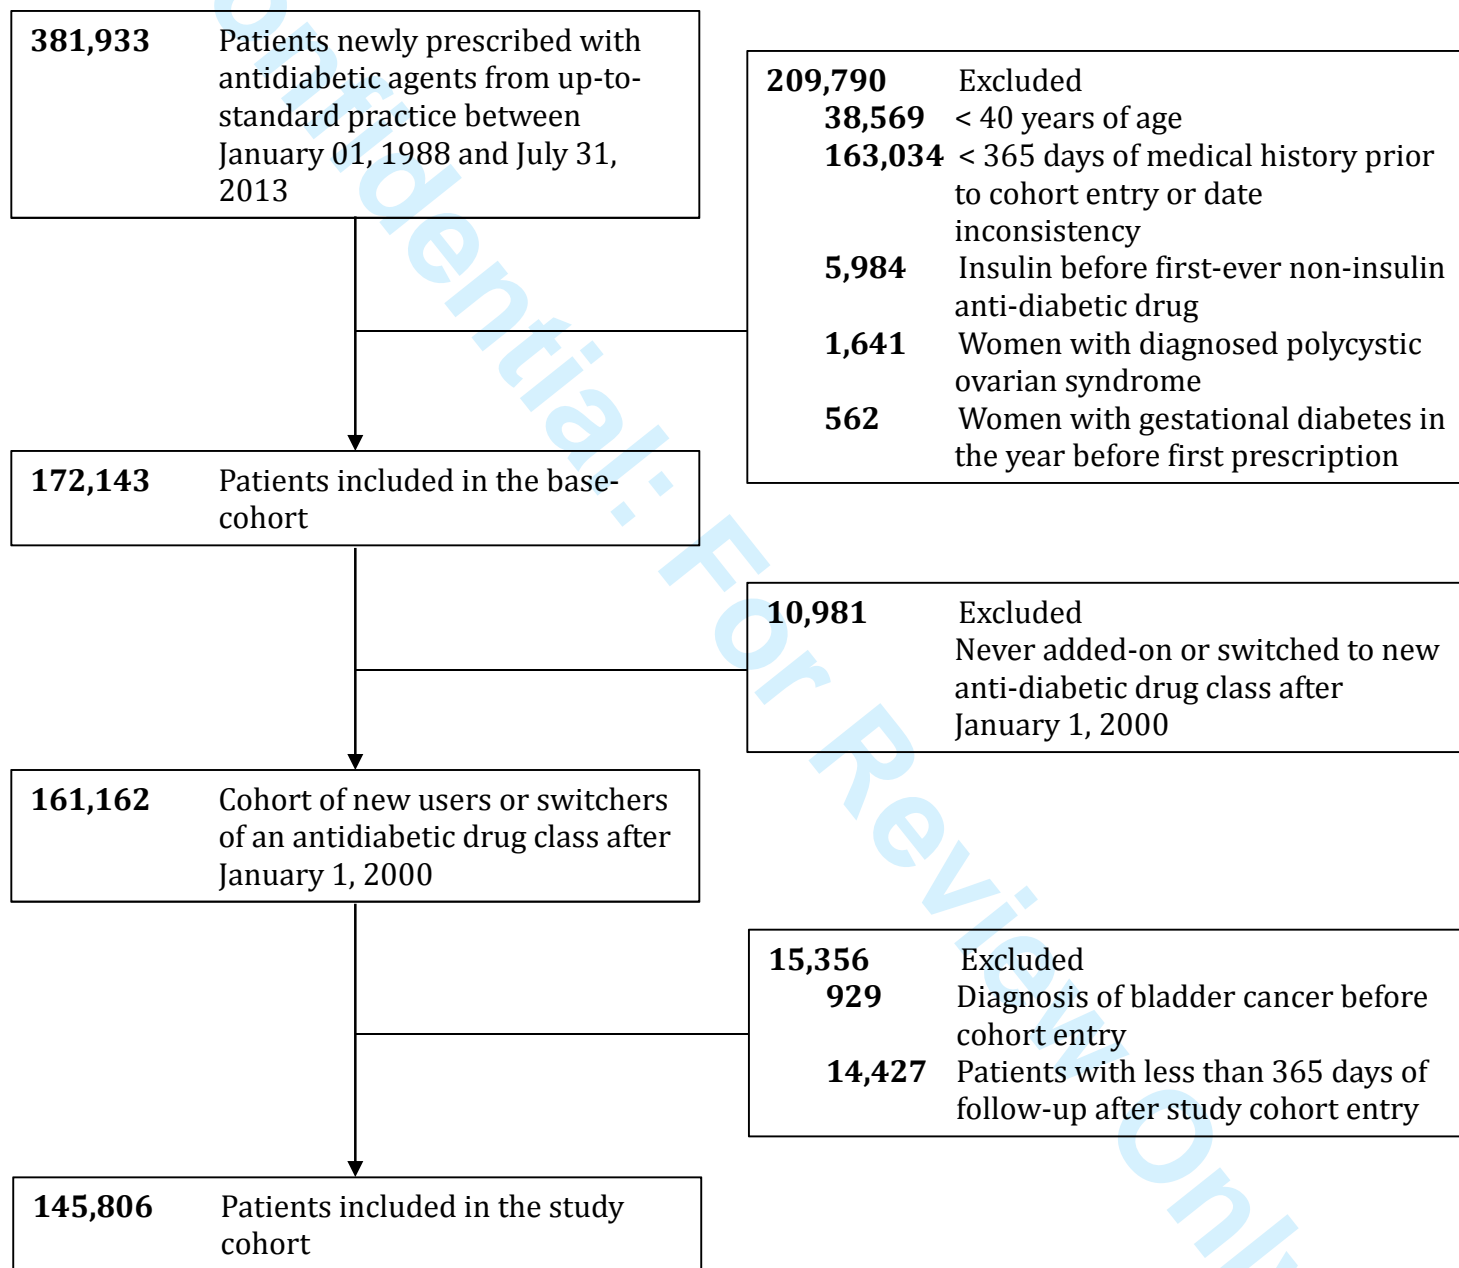 381,933 Patients newly prescribed with
antidiabetic agents from up-to-
standard practice between
January 01, 1988 and July 31,
2013
209,790 Excluded
38,569 < 40 years of age
163,034 < 365 days of medical history prior
to cohort entry or date
inconsistency
5,984 Insulin before first-ever non-insulin
anti-diabetic drug
1,641 Women with diagnosed polycystic
ovarian syndrome
562 Women with gestational diabetes in
the year before first prescription
172,143 Patients included in the base-
cohort
10,981 Excluded
Never added-on or switched to new
anti-diabetic drug class after
January 1, 2000
161,162 Cohort of new users or switchers
of an antidiabetic drug class after
January 1, 2000
15,356 Excluded
929 Diagnosis of bladder cancer before
cohort entry
14,427 Patients with less than 365 days of
follow-up after study cohort entry
145,806 Patients included in the study
cohort
onfidential: For Review Only